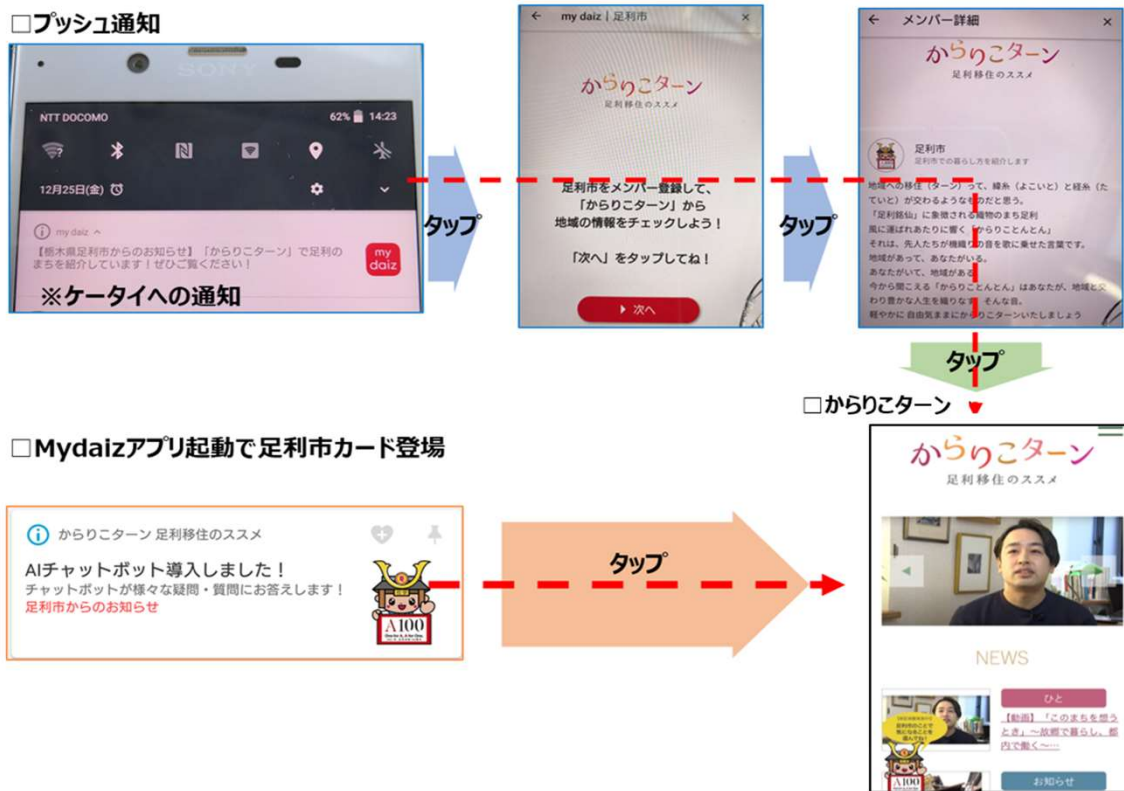 □プッシュ通知
SONY
NTT DOCOMO
62% 14:23
12月25日(金)
my daiz
【栃木県足利市からのお知らせ】「からりこターン」で足利の
まちを紹介しています！ぜひご覧ください！
my
daiz
※ケータイへの通知
タップ
my daiz | 足利市
からりこターン
足利移住のススメ
足利市をメンバー登録して、
「からりこターン」から
地域の情報をチェックしよう！
「次へ」をタップしてね！
次へ
タップ
メンバー詳細
からりこターン
足利移住のススメ
足利市
足利市での暮らし方を紹介します
地域への移住（ターン）って、緯糸（よこいと）と経糸（た
ていと）が交わるようなものだと思う。
「足利銘仙」に象徴される織物のまち足利
風に運ばれあたりに響く「からりことんとん」
それは、先人たちが機織りの音を歌に乗せた言葉です。
地域があって、あなたがいる。
あなたがいて、地域がある
今から聞こえる「からりことんとん」はあなたが、地域と交
わり豊かな人生を織りなす そんな音。
軽やかに 自由気ままにからりこターンいたしましょう
タップ
□からりこターン
□Mydaizアプリ起動で足利市カード登場
からりこターン 足利移住のススメ
AIチャットボット導入しました！
チャットボットが様々な疑問・質問にお答えします！
足利市からのお知らせ
A100
タップ
からりこターン
足利移住のススメ
NEWS
ひと
【動画】「このまちを想う
とき」～故郷で暮らし、都
内で働く～…
足利市のことで
気になることを
選んでね！
A100
お知らせ